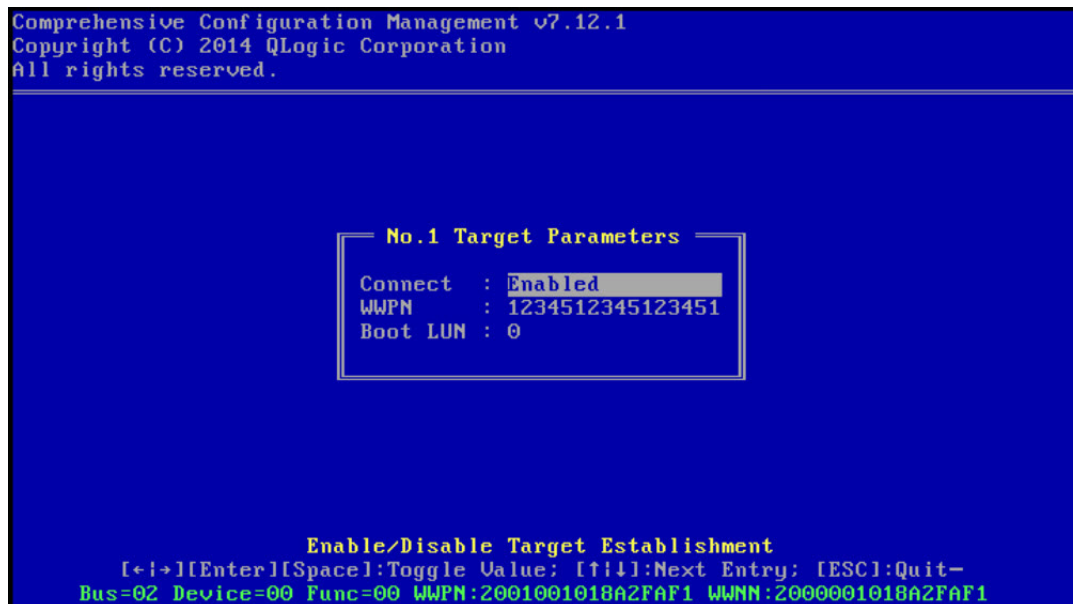 Comprehensive Configuration Management v7.12.1
Copyright (C) 2014 QLogic Corporation
All rights reserved.
No.1 Target Parameters
Connect : Enabled
WWPN : 1234512345123451
Boot LUN : 0
Enable/Disable Target Establishment
[←|→][Enter][Space]:Toggle Value; [↑|↓]:Next Entry; [ESC]:Quit—
Bus=02 Device=00 Func=00 WWPN:2001001018A2FAF1 WWNN:2000001018A2FAF1